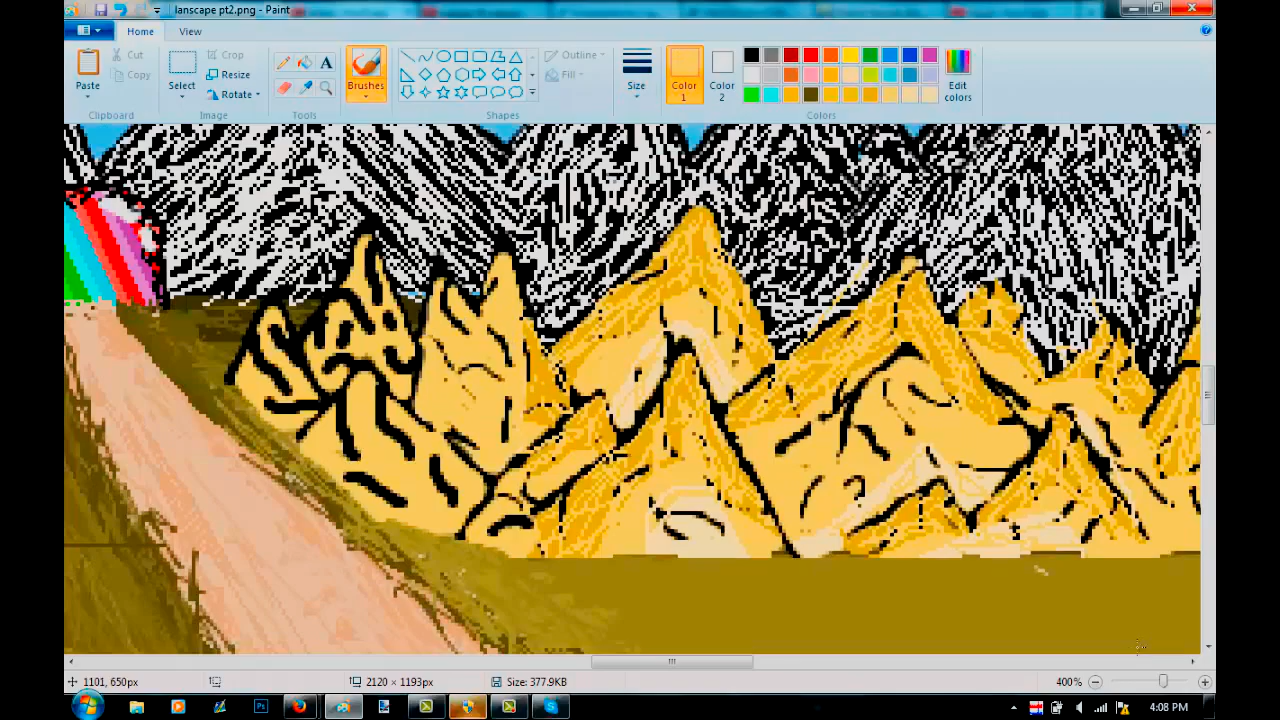 lanscape pt2.png - Paint
Home View
Paste
Cut
Copy
Clipboard
Select
Crop
Resize
Rotate
Image
A
Tools
Brushes
Shapes
Outline
Fill
Size
Color 1
Color 2
Colors
Edit colors
1101, 650px
2120 × 1193px
Size: 377.9KB
400%
Ps
4:08 PM